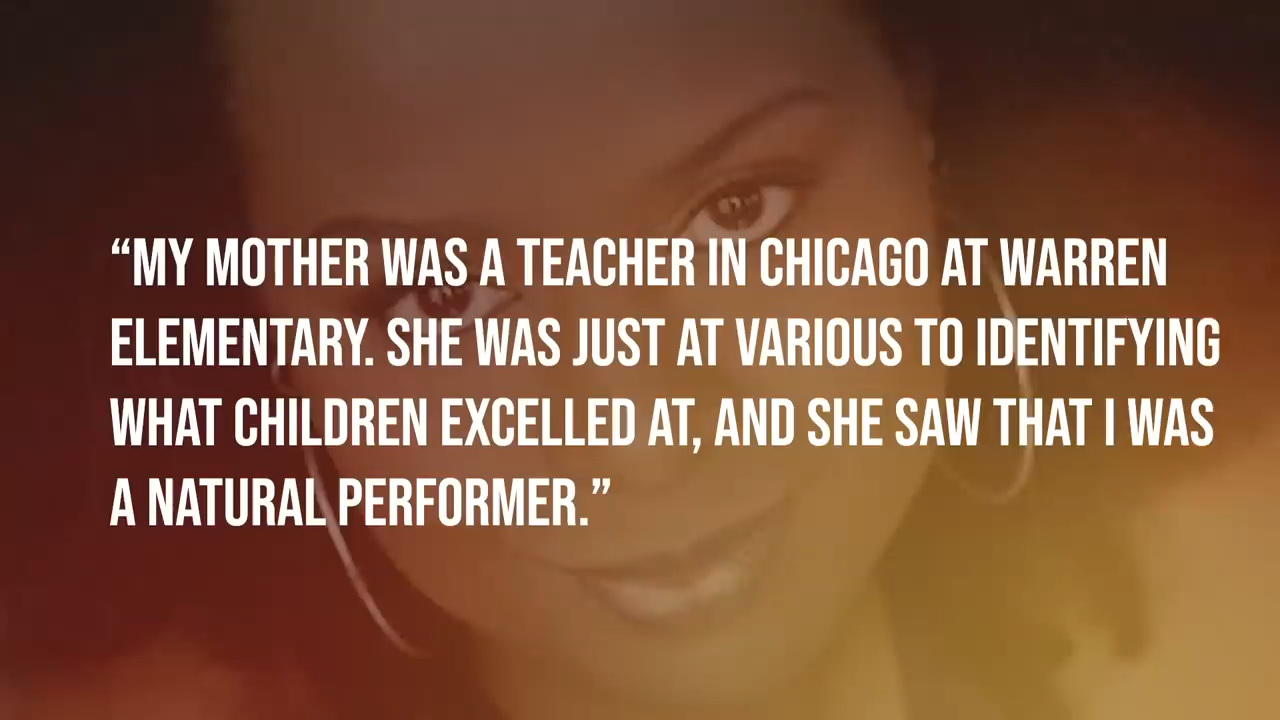 “MY MOTHER WAS A TEACHER IN CHICAGO AT WARREN
ELEMENTARY. SHE WAS JUST AT VARIOUS TO IDENTIFYING
WHAT CHILDREN EXCELLED AT, AND SHE SAW THAT I WAS
A NATURAL PERFORMER.”